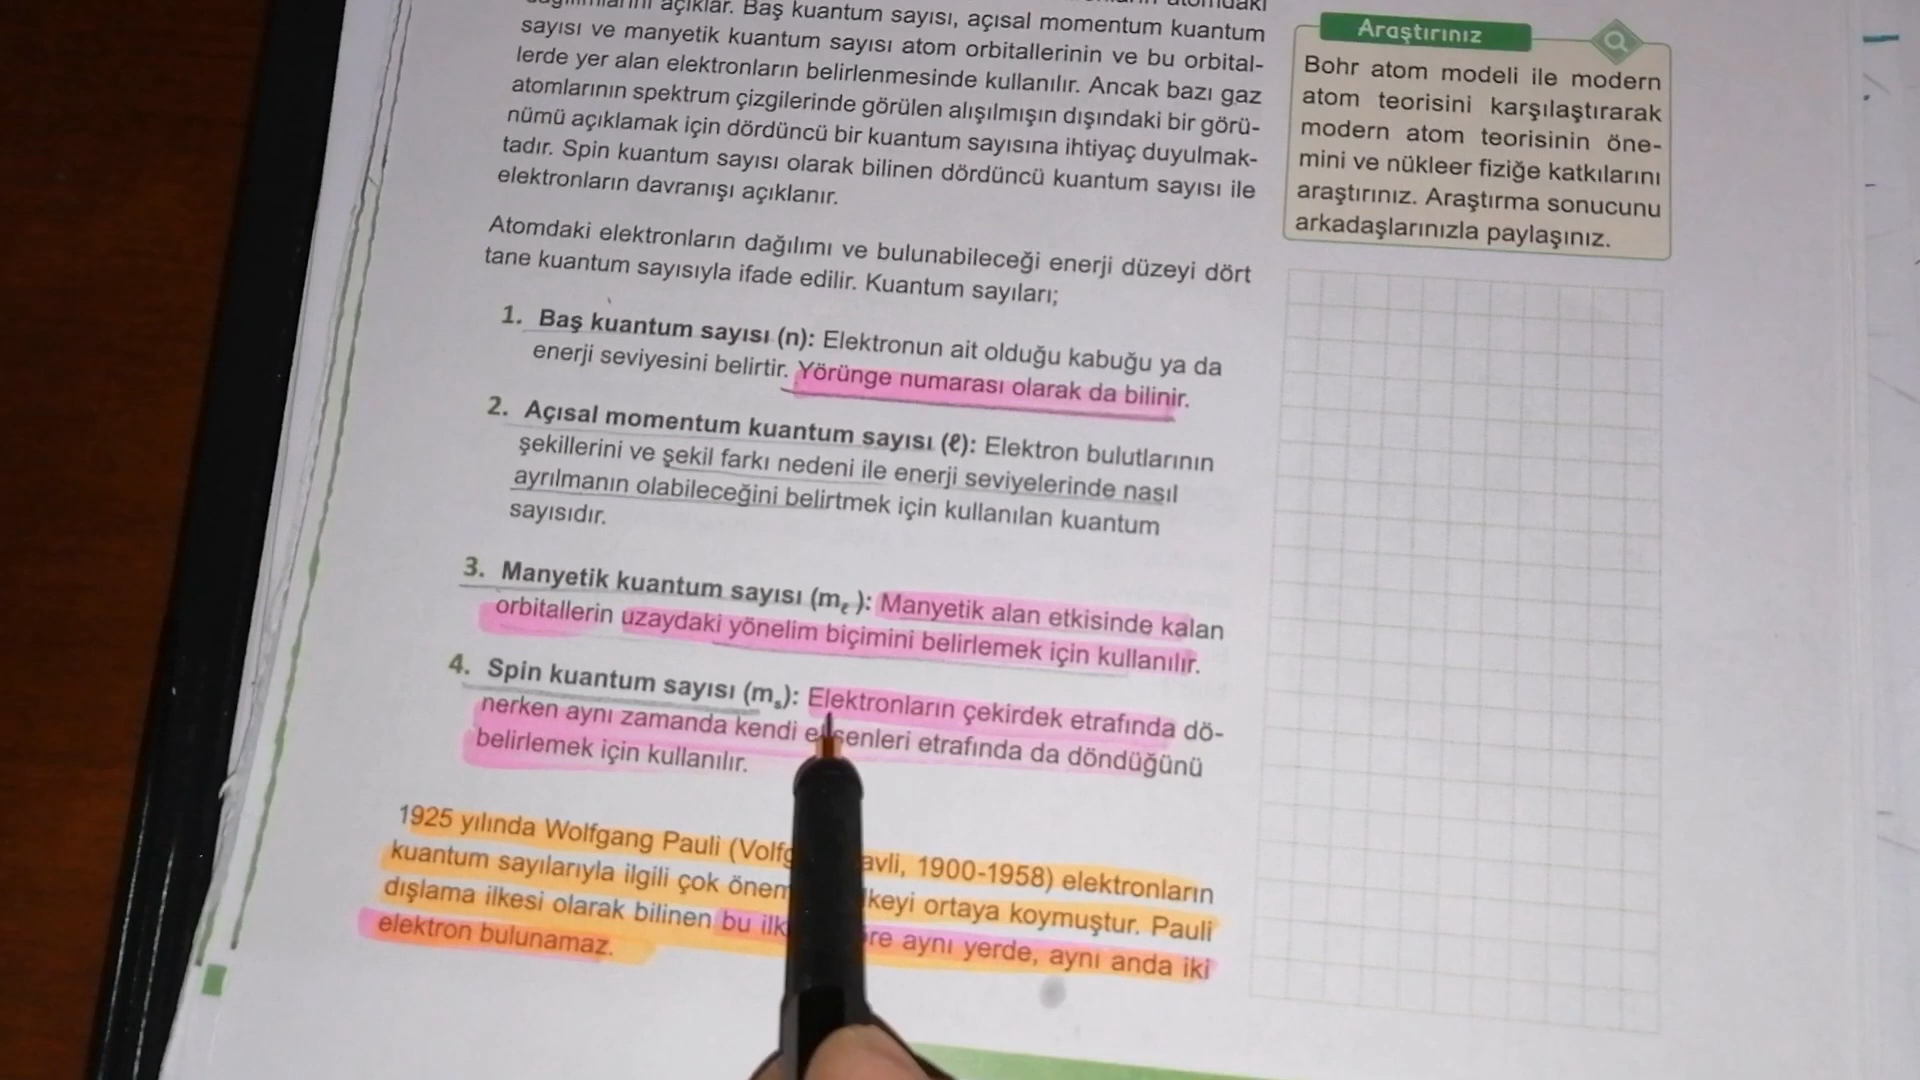 açıklar. Baş kuantum sayısı, açısal momentum kuantum
sayısı ve manyetik kuantum sayısı atom orbitallerinin ve bu orbital-
lerde yer alan elektronların belirlenmesinde kullanılır. Ancak bazı gaz
atomlarının spektrum çizgilerinde görülen alışılmışın dışındaki bir görü-
nümü açıklamak için dördüncü bir kuantum sayısına ihtiyaç duyulmak-
tadır. Spin kuantum sayısı olarak bilinen dördüncü kuantum sayısı ile
elektronların davranışı açıklanır.
Atomdaki elektronların dağılımı ve bulunabileceği enerji düzeyi dört
tane kuantum sayısıyla ifade edilir. Kuantum sayıları;
1. Baş kuantum sayısı (n): Elektronun ait olduğu kabuğu ya da
enerji seviyesini belirtir. Yörünge numarası olarak da bilinir.
2. Açısal momentum kuantum sayısı (ℓ): Elektron bulutlarının
şekillerini ve şekil farkı nedeni ile enerji seviyelerinde nasıl
ayrılmanın olabileceğini belirtmek için kullanılan kuantum
sayısıdır.
3. Manyetik kuantum sayısı (mℓ): Manyetik alan etkisinde kalan
orbitallerin uzaydaki yönelim biçimini belirlemek için kullanılır.
4. Spin kuantum sayısı (mₛ): Elektronların çekirdek etrafında dö-
nerken aynı zamanda kendi etrafında da döndüğünü
belirlemek için kullanılır.
1925 yılında Wolfgang Pauli 1900-1958) elektronların
kuantum sayılarıyla ilgili çok ortaya koymuştur. Pauli
dışlama ilkesi olarak bilinen bu aynı yerde, aynı anda iki
elektron bulunamaz.
Araştırınız
Bohr atom modeli ile modern
atom teorisini karşılaştırarak
modern atom teorisinin öne-
mini ve nükleer fiziğe katkılarını
araştırınız. Araştırma sonucunu
arkadaşlarınızla paylaşınız.